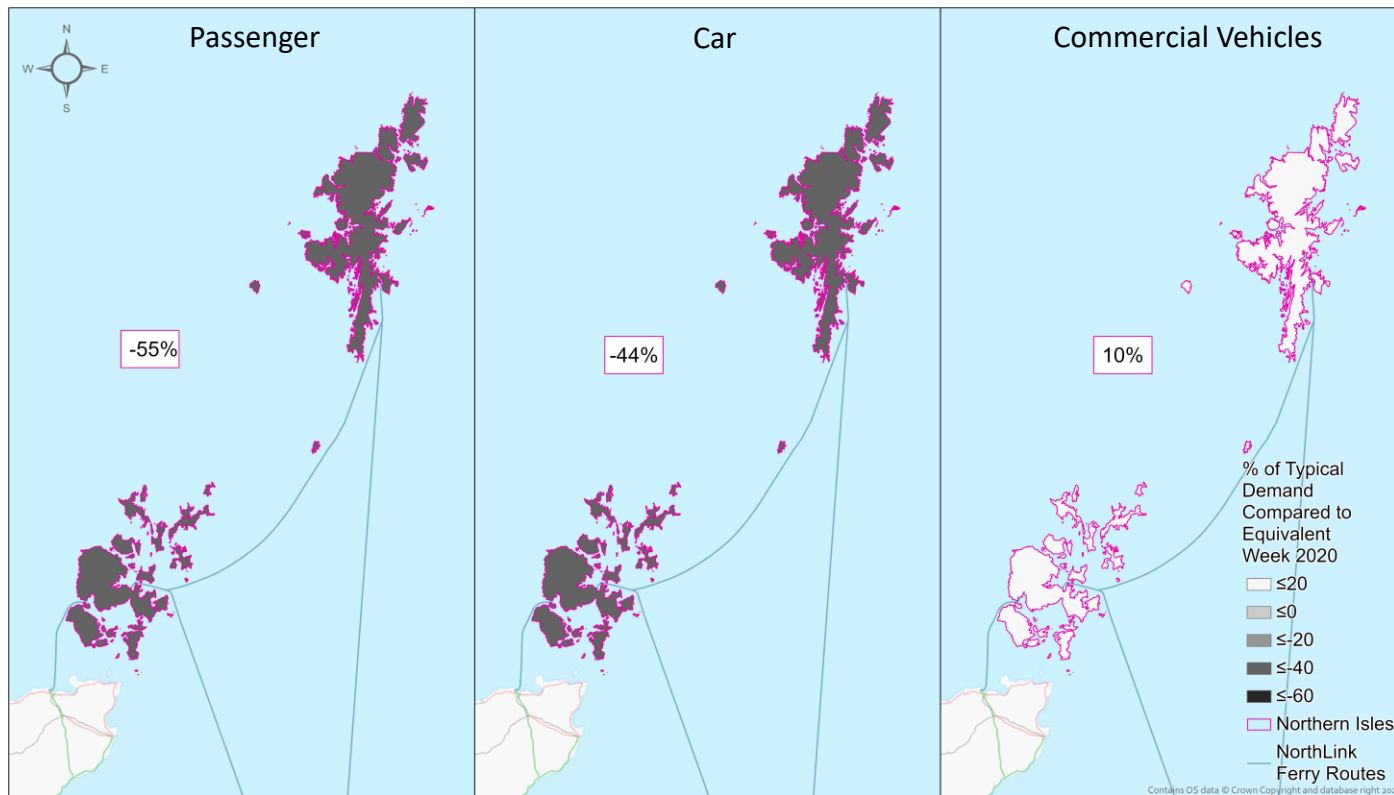 Passenger
Car
Commercial Vehicles
N
W
E
S
-55%
-44%
10%
% of Typical
Demand
Compared to
Equivalent
Week 2020
≤20
≤0
≤-20
≤-40
≤-60
Northern Isles
NorthLink
Ferry Routes
Contains OS data © Crown Copyright and database right